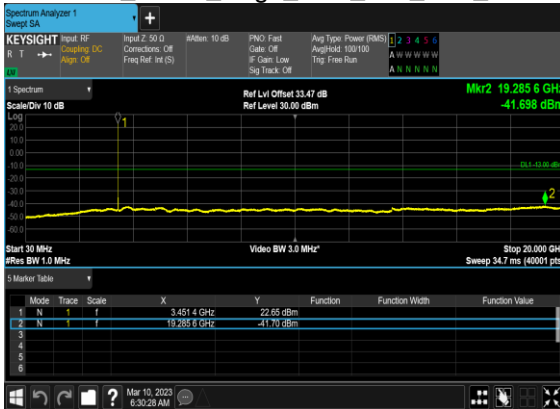 Spectrum Analyzer 1
Swept SA
+
KEYSIGHT
R T
LXI
Input: RF
Coupling: DC
Align: Off
Input Z: 50 Ω
Corrections: Off
Freq Ref: Int (S)
#Atten: 10 dB
PNO: Fast
Gate: Off
IF Gain: Low
Sig Track: Off
Avg Type: Power (RMS)
Avg|Hold: 100/100
Trig: Free Run
1 2 3 4 5 6
A W W W W W
A N N N N N
1 Spectrum
Scale/Div 10 dB
Ref Lvl Offset 33.47 dB
Ref Level 30.00 dBm
Mkr2 19.285 6 GHz
-41.698 dBm
Log
20.0
10.0
0.00
-10.0
-20.0
-30.0
-40.0
-50.0
-60.0
1
DL1 -13.00 dBm
2
Start 30 MHz
#Res BW 1.0 MHz
Video BW 3.0 MHz*
Stop 20.000 GHz
Sweep 34.7 ms (40001 pts)
5 Marker Table
Mode Trace Scale X Y Function Function Width Function Value
1 N 1 f 3.451 4 GHz 22.65 dBm
2 N 1 f 19.285 6 GHz -41.70 dBm
3
4
5
6
?
Mar 10, 2023
6:30:28 AM